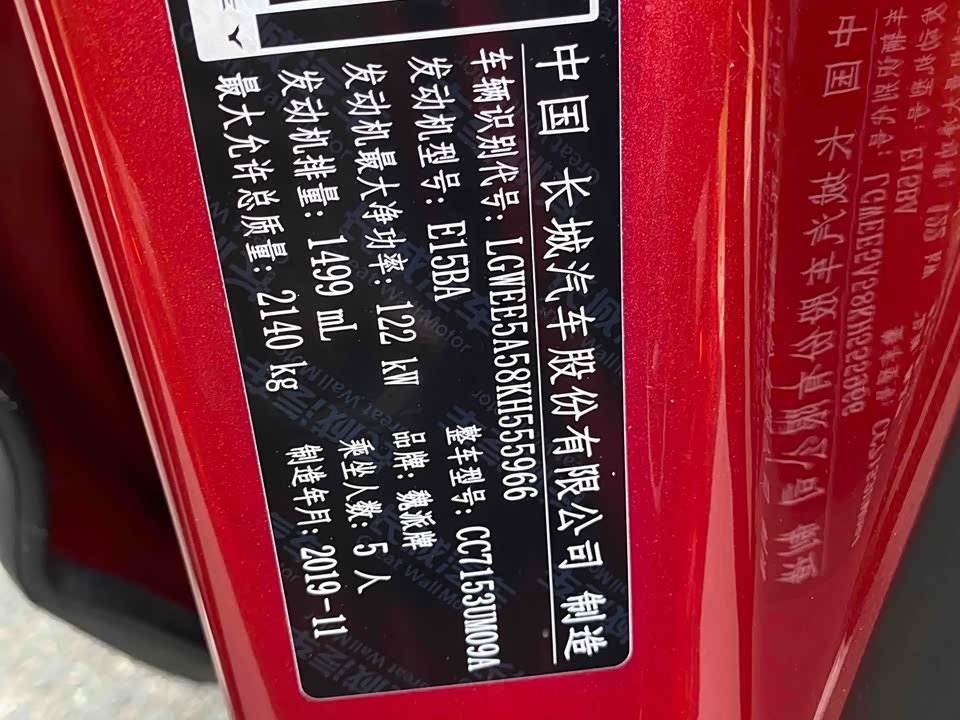 中国 长城汽车股份有限公司 制造
车辆识别代号: LGWEE5A58KH555966
发动机型号: E15BA 整车型号: CC7153UM09A
发动机最大净功率: 122 kW 品牌: 魏派牌
发动机排量: 1499 mL 乘坐人数: 5 人
最大允许总质量: 2140 kg 制造年月: 2019-11